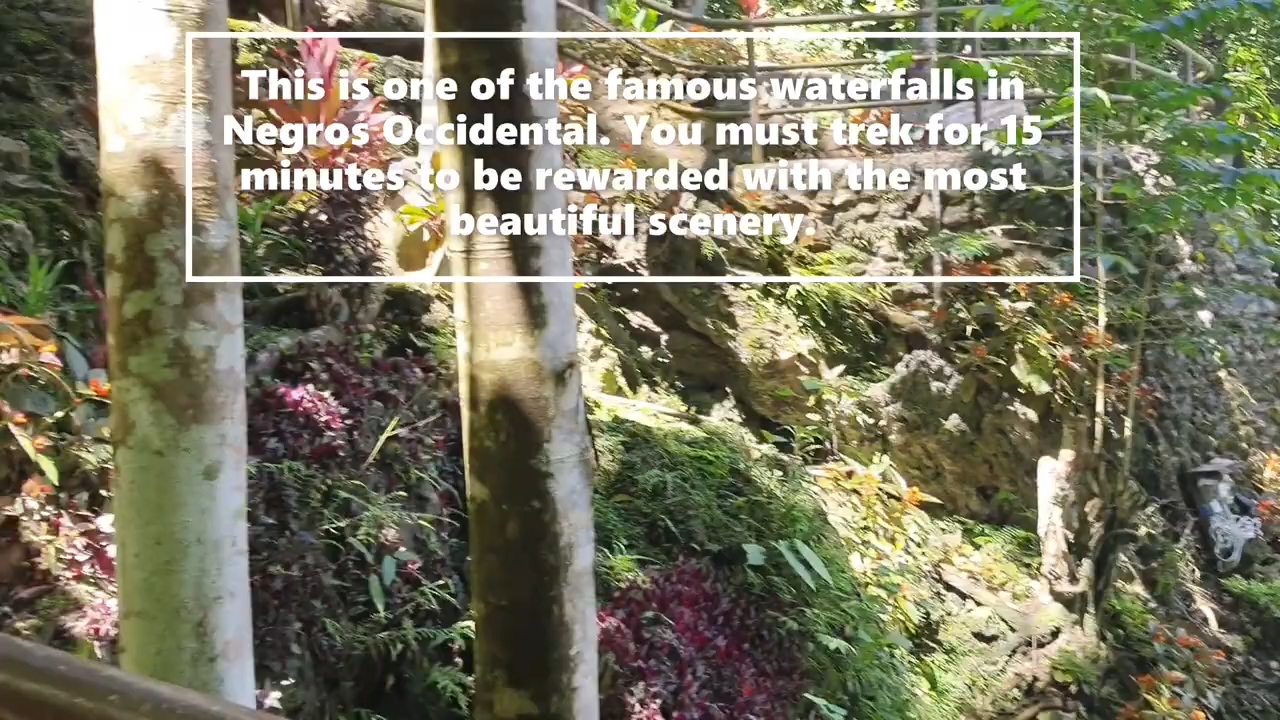 This is one of the famous waterfalls in
Negros Occidental. You must trek for 15
minutes to be rewarded with the most
beautiful scenery.